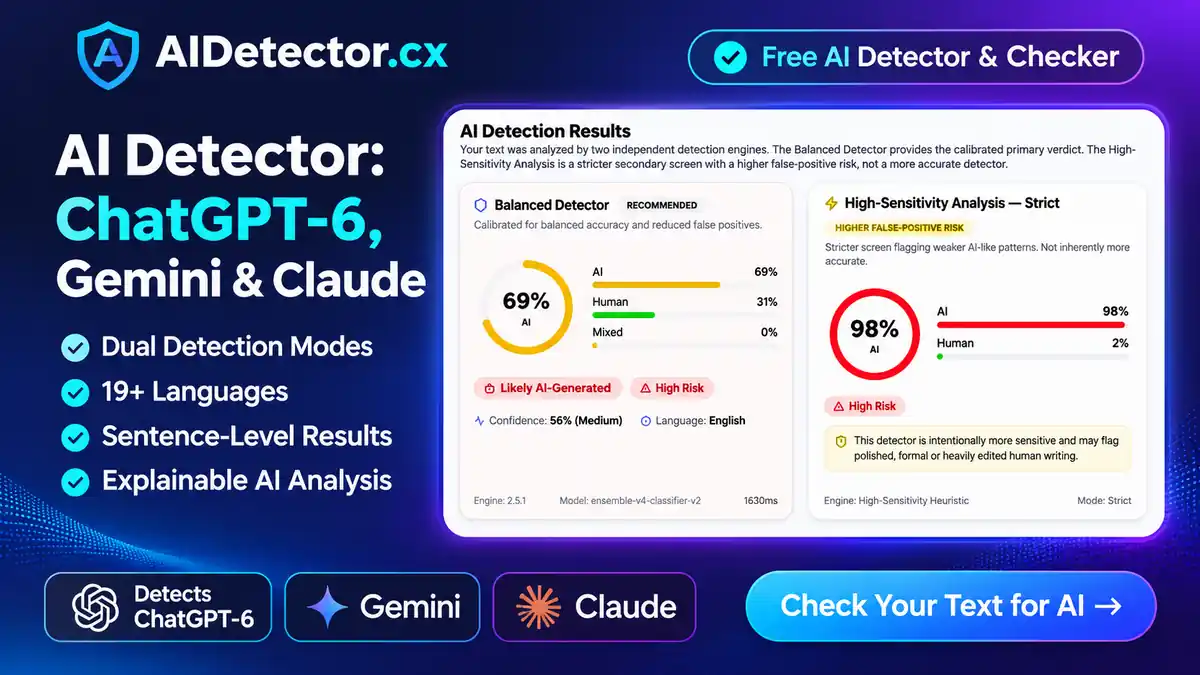 AIDetector.cx
Free AI Detector & Checker
AI Detector:
ChatGPT-6,
Gemini & Claude
Dual Detection Modes
19+ Languages
Sentence-Level Results
Explainable AI Analysis
AI Detection Results
Your text was analyzed by two independent detection engines. The Balanced Detector provides the calibrated primary verdict. The High-
Sensitivity Analysis is a stricter secondary screen with a higher false-positive risk, not a more accurate detector.
Balanced Detector RECOMMENDED
Calibrated for balanced accuracy and reduced false positives.
69%
AI
AI 69%
Human 31%
Mixed 0%
Likely AI-Generated High Risk
Confidence: 56% (Medium) Language: English
Engine: 2.5.1 Model: ensemble-v4-classifier-v2 1630ms
High-Sensitivity Analysis — Strict
HIGHER FALSE-POSITIVE RISK
Stricter screen flagging weaker AI-like patterns. Not inherently more
accurate.
98%
AI
AI 98%
Human 2%
High Risk
This detector is intentionally more sensitive and may flag
polished, formal or heavily edited human writing.
Engine: High-Sensitivity Heuristic Mode: Strict
Detects
ChatGPT-6
Gemini
Claude
Check Your Text for AI →